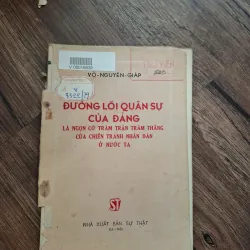 VÕ-NGUYÊN-GIÁP
ĐƯỜNG LỐI QUÂN SỰ
CỦA ĐẢNG
LÀ NGỌN CỜ TRĂM TRẬN TRĂM THẮNG
CỦA CHIẾN TRANH NHÂN DÂN
Ở NƯỚC TA
ST
NHÀ XUẤT BẢN SỰ THẬT